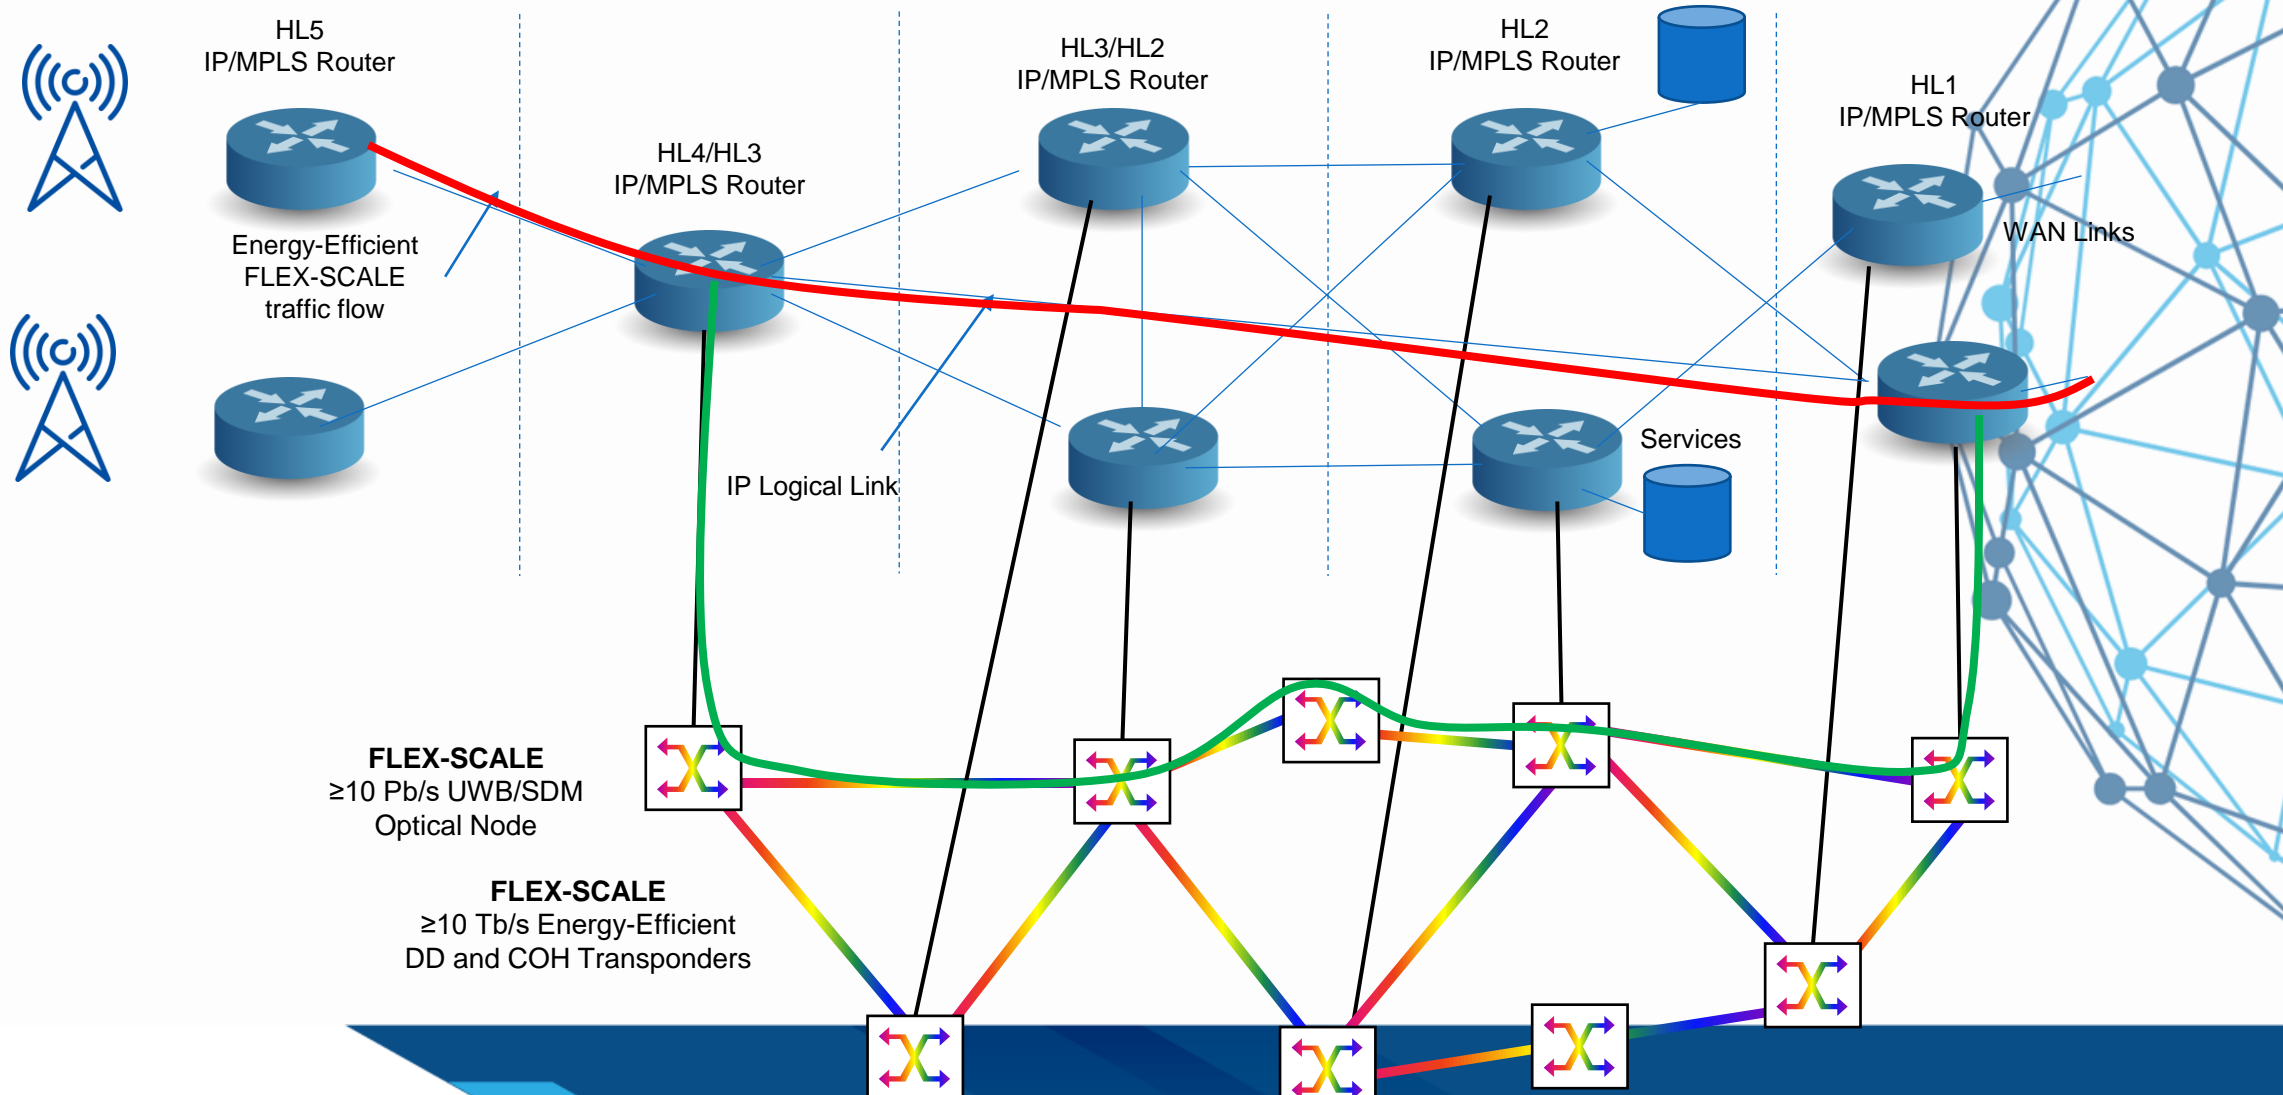 HL5
IP/MPLS Router
HL4/HL3
IP/MPLS Router
HL3/HL2
IP/MPLS Router
HL2
IP/MPLS Router
HL1
IP/MPLS Router
WAN Links
Energy-Efficient
FLEX-SCALE
traffic flow
IP Logical Link
Services
FLEX-SCALE
≥10 Pb/s UWB/SDM
Optical Node
FLEX-SCALE
≥10 Tb/s Energy-Efficient
DD and COH Transponders